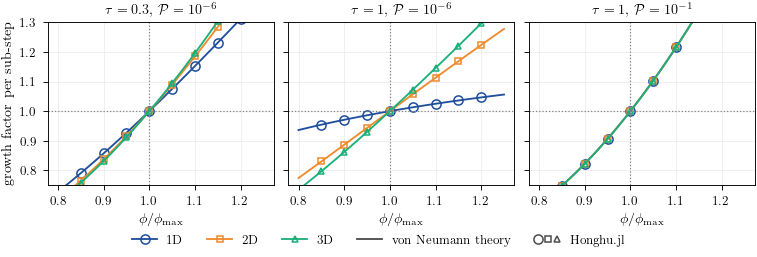 τ = 0.3, 𝒫 = 10⁻⁶
τ = 1, 𝒫 = 10⁻⁶
τ = 1, 𝒫 = 10⁻¹
growth factor per sub-step
1.3
1.2
1.1
1.0
0.9
0.8
0.8 0.9 1.0 1.1 1.2
0.8 0.9 1.0 1.1 1.2
0.8 0.9 1.0 1.1 1.2
ϕ/ϕmax
ϕ/ϕmax
ϕ/ϕmax
1D 2D 3D von Neumann theory Honghu.jl